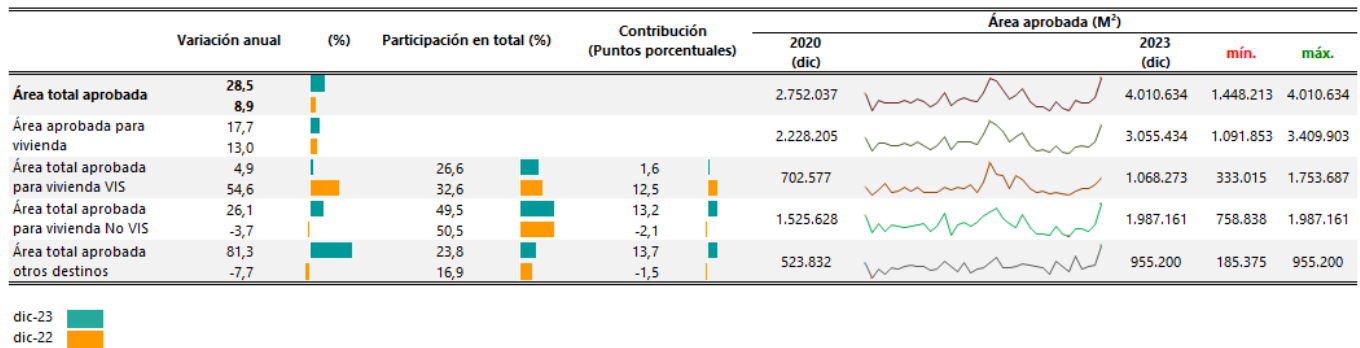 Área aprobada (M²)
Variación anual (%) Participación en total (%) Contribución (Puntos porcentuales) 2020 (dic) 2023 (dic) mín. máx.
Área total aprobada 28,5 2.752.037 4.010.634 1.448.213 4.010.634
8,9
Área aprobada para 17,7 2.228.205 3.055.434 1.091.853 3.409.903
vivienda 13,0
Área total aprobada 4,9 26,6 1,6 702.577 1.068.273 333.015 1.753.687
para vivienda VIS 54,6 32,6 12,5
Área total aprobada 26,1 49,5 13,2 1.525.628 1.987.161 758.838 1.987.161
para vivienda No VIS -3,7 50,5 -2,1
Área total aprobada 81,3 23,8 13,7 523.832 955.200 185.375 955.200
otros destinos -7,7 16,9 -1,5
dic-23
dic-22